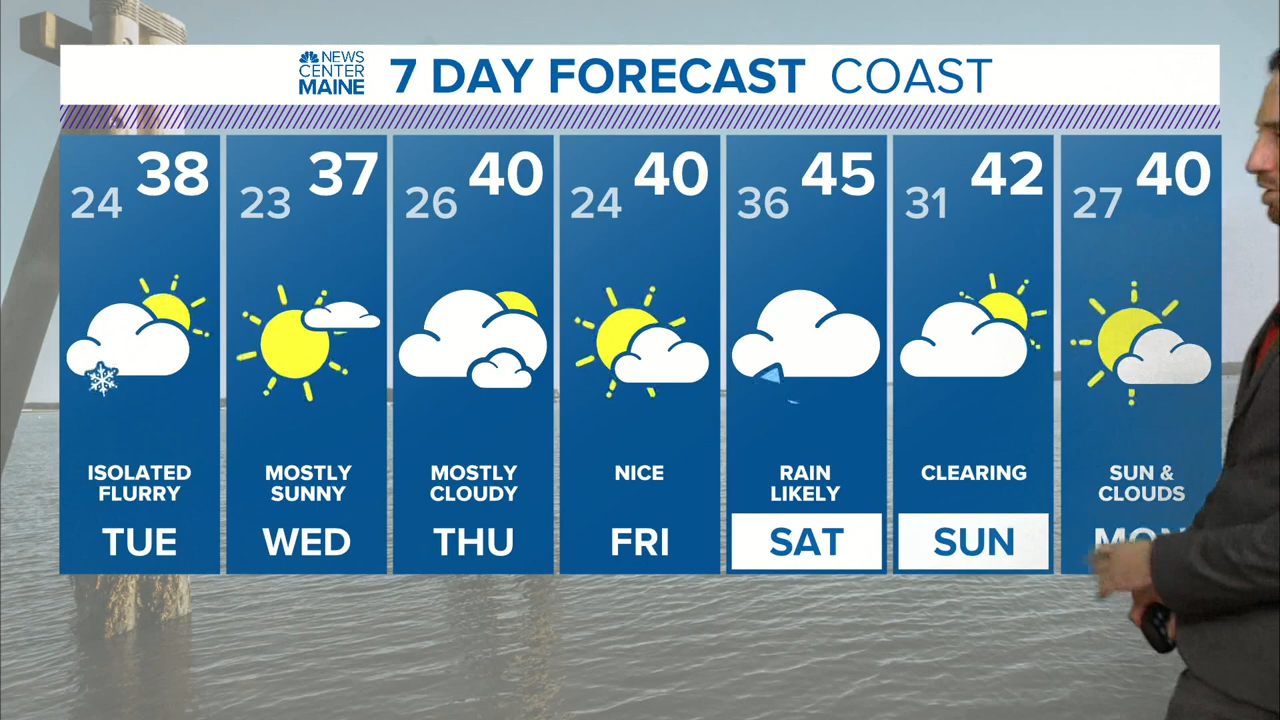 NEWS
CENTER
MAINE
7 DAY FORECAST COAST
24 38
23 37
26 40
24 40
36 45
31 42
27 40
ISOLATED
FLURRY
MOSTLY
SUNNY
MOSTLY
CLOUDY
NICE
RAIN
LIKELY
CLEARING
SUN &
CLOUDS
TUE
WED
THU
FRI
SAT
SUN
MON